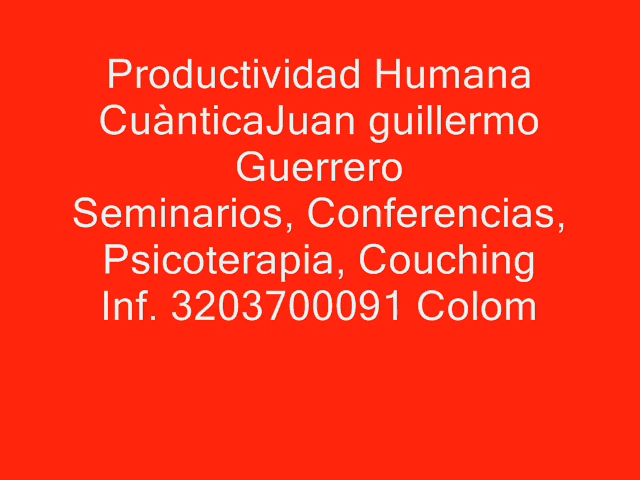 Productividad Humana
CuànticaJuan guillermo
Guerrero
Seminarios, Conferencias,
Psicoterapia, Couching
Inf. 3203700091 Colom